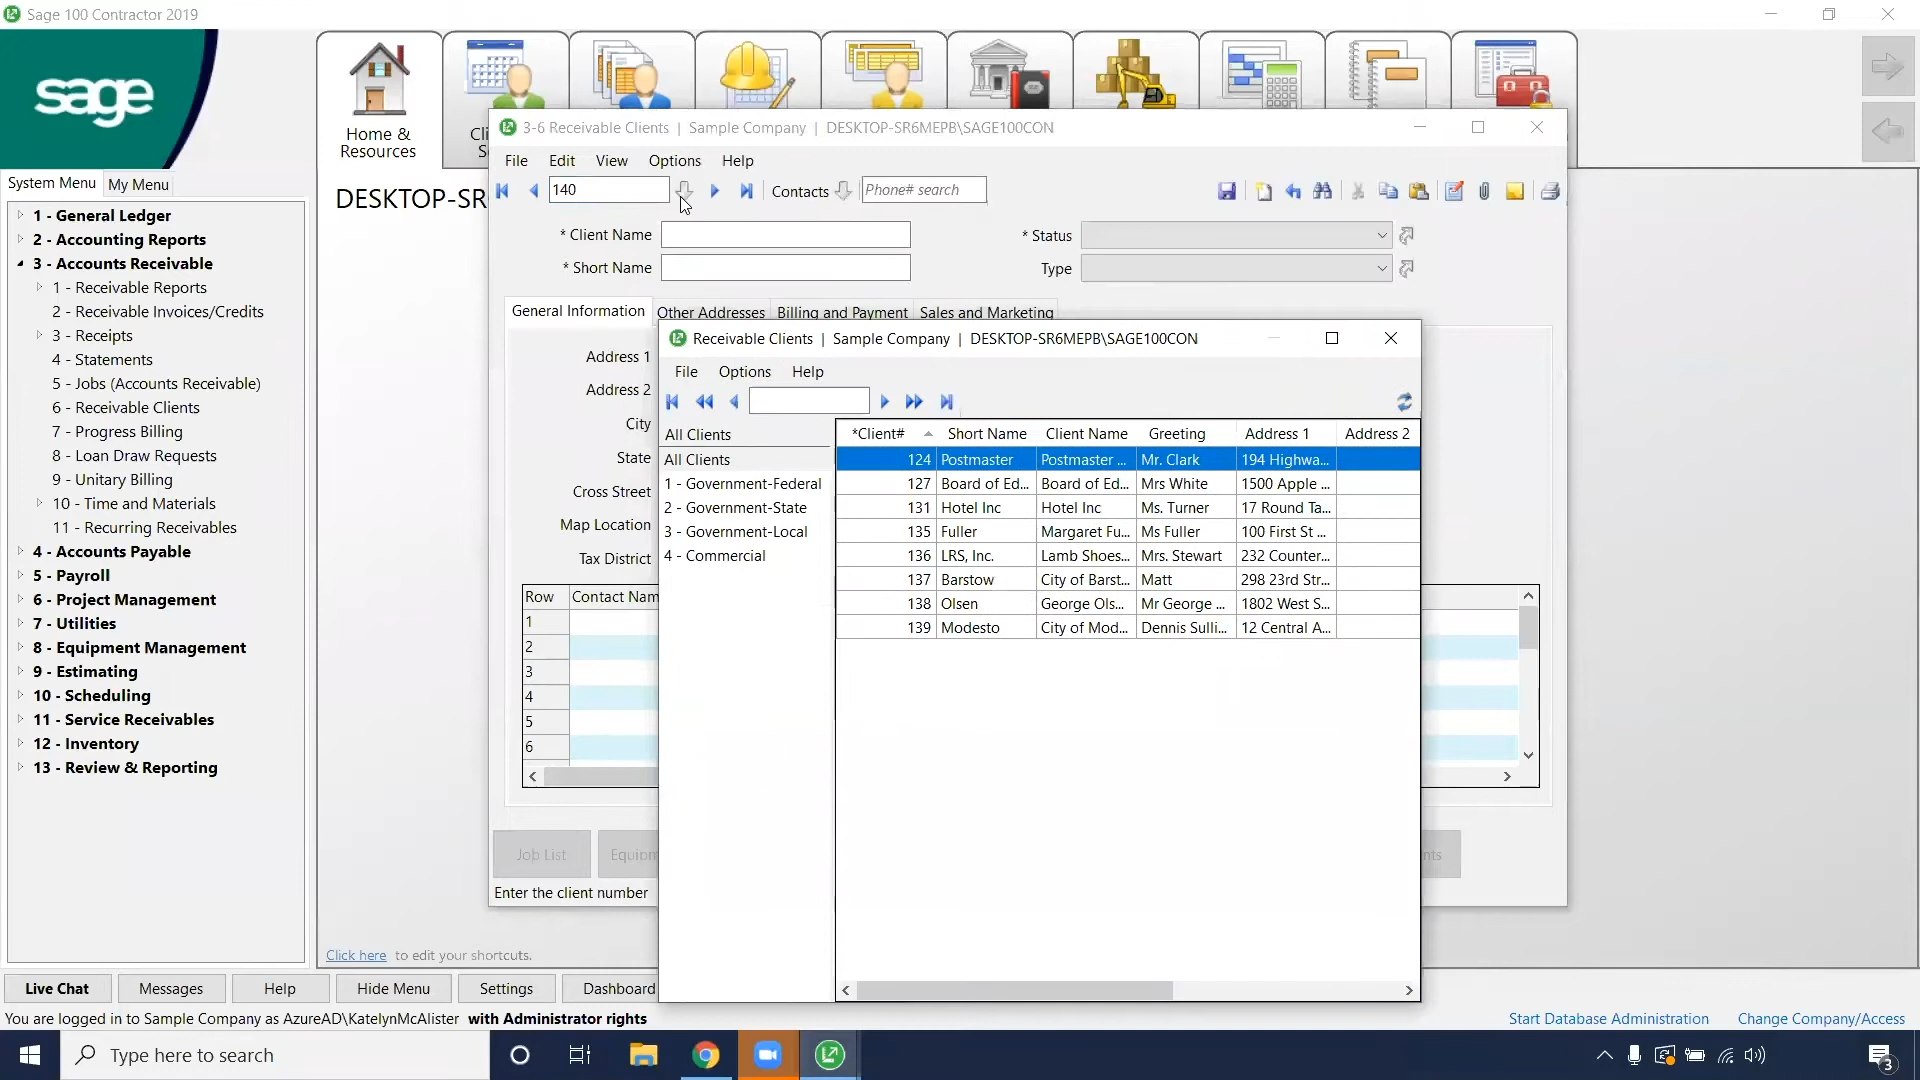 Sage 100 Contractor 2019
sage
Home &
Resources
System Menu
My Menu
1 - General Ledger
2 - Accounting Reports
3 - Accounts Receivable
1 - Receivable Reports
2 - Receivable Invoices/Credits
3 - Receipts
4 - Statements
5 - Jobs (Accounts Receivable)
6 - Receivable Clients
7 - Progress Billing
8 - Loan Draw Requests
9 - Unitary Billing
10 - Time and Materials
11 - Recurring Receivables
4 - Accounts Payable
5 - Payroll
6 - Project Management
7 - Utilities
8 - Equipment Management
9 - Estimating
10 - Scheduling
11 - Service Receivables
12 - Inventory
13 - Review & Reporting
DESKTOP-SR
3-6 Receivable Clients | Sample Company | DESKTOP-SR6MEPB\SAGE100CON
File Edit View Options Help
140 Contacts Phone# search
* Client Name
* Short Name
* Status
Type
General Information Other Addresses Billing and Payment Sales and Marketing
Address 1
Address 2
City
State
Cross Street
Map Location
Tax District
Row Contact Nam
1
2
3
4
5
6
Job List Equipm nts
Enter the client number
Receivable Clients | Sample Company | DESKTOP-SR6MEPB\SAGE100CON
File Options Help
All Clients
All Clients
1 - Government-Federal
2 - Government-State
3 - Government-Local
4 - Commercial
*Client# Short Name Client Name Greeting Address 1 Address 2
124 Postmaster Postmaster ... Mr. Clark 194 Highwa...
127 Board of Ed... Board of Ed... Mrs White 1500 Apple ...
131 Hotel Inc Hotel Inc Ms. Turner 17 Round Ta...
135 Fuller Margaret Fu... Ms Fuller 100 First St ...
136 LRS, Inc. Lamb Shoes... Mrs. Stewart 232 Counter...
137 Barstow City of Barst... Matt 298 23rd Str...
138 Olsen George Ols... Mr George ... 1802 West S...
139 Modesto City of Mod... Dennis Sulli... 12 Central A...
Click here to edit your shortcuts.
Live Chat Messages Help Hide Menu Settings Dashboard
You are logged in to Sample Company as AzureAD\KatelynMcAlister with Administrator rights
Start Database Administration Change Company/Access
Type here to search
3